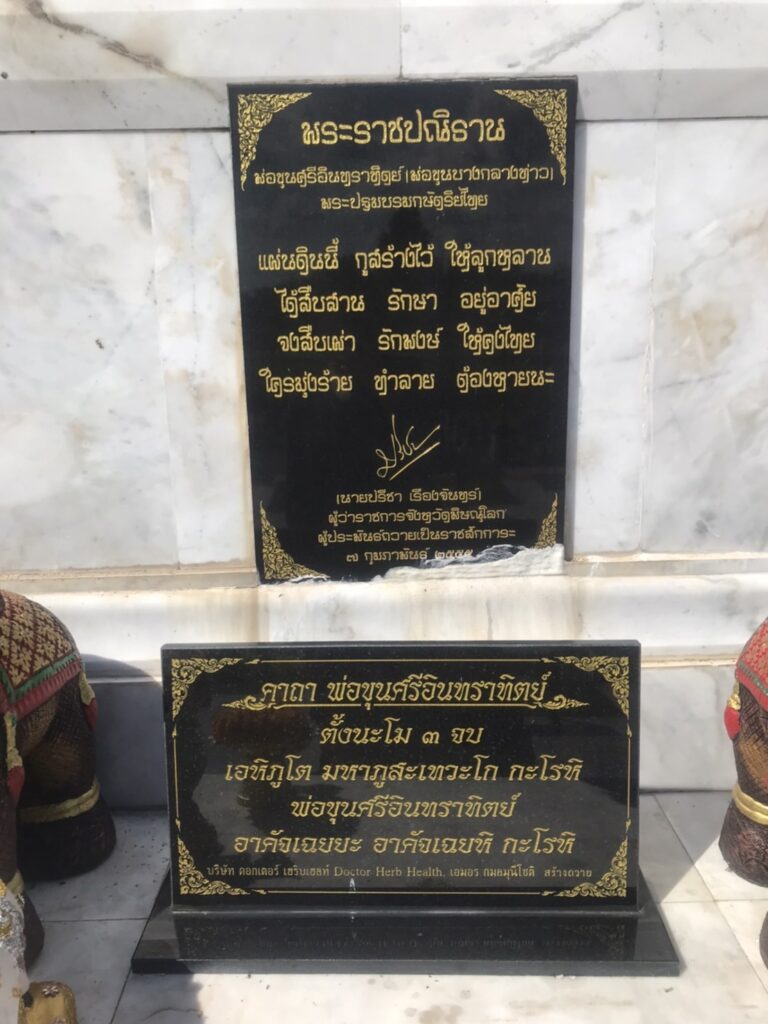 พระราชปณิธาน
พ่อขุนศรีอินทราทิตย์ (พ่อขุนบางกลางท่าว)
พระปฐมบรมกษัตริย์ไทย
แผ่นดินนี้ กูสร้างไว้ ให้ลูกหลาน
ได้สืบสาน รักษา อยู่อาศัย
จงสืบเผ่า รักพงษ์ ให้คงไทย
ใครมุ่งร้าย ทำลาย ต้องหายนะ
(นายปรีชา เรืองจันทร์)
ผู้ว่าราชการจังหวัดพิษณุโลก
ผู้ประพันธ์ถวายเป็นราชสักการะ
๗ กุมภาพันธ์ ๒๕๕๕
คาถา พ่อขุนศรีอินทราทิตย์
ตั้งนะโม ๓ จบ
เอหิภูโต มหาภูสะเทวะโก กะโรหิ
พ่อขุนศรีอินทราทิตย์
อาคัจเฉยยะ อาคัจเฉยหิ กะโรหิ
บริษัท ดอกเตอร์ เฮริบเฮลท์ Doctor Herb Health, เอมอร กมลมุนีโชติ สร้างถวาย